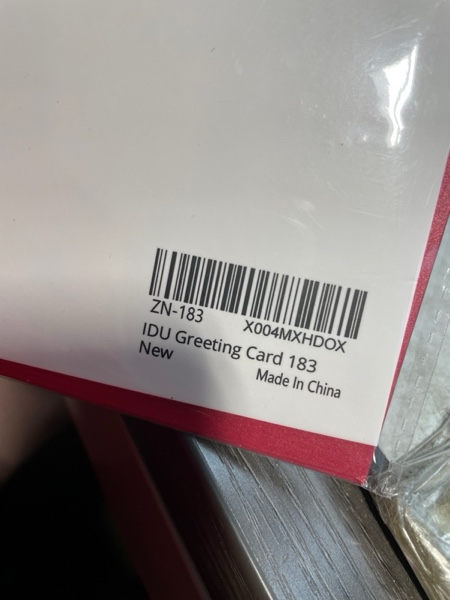 ZN-183 X004MXHDOX
IDU Greeting Card 183
New
Made In China